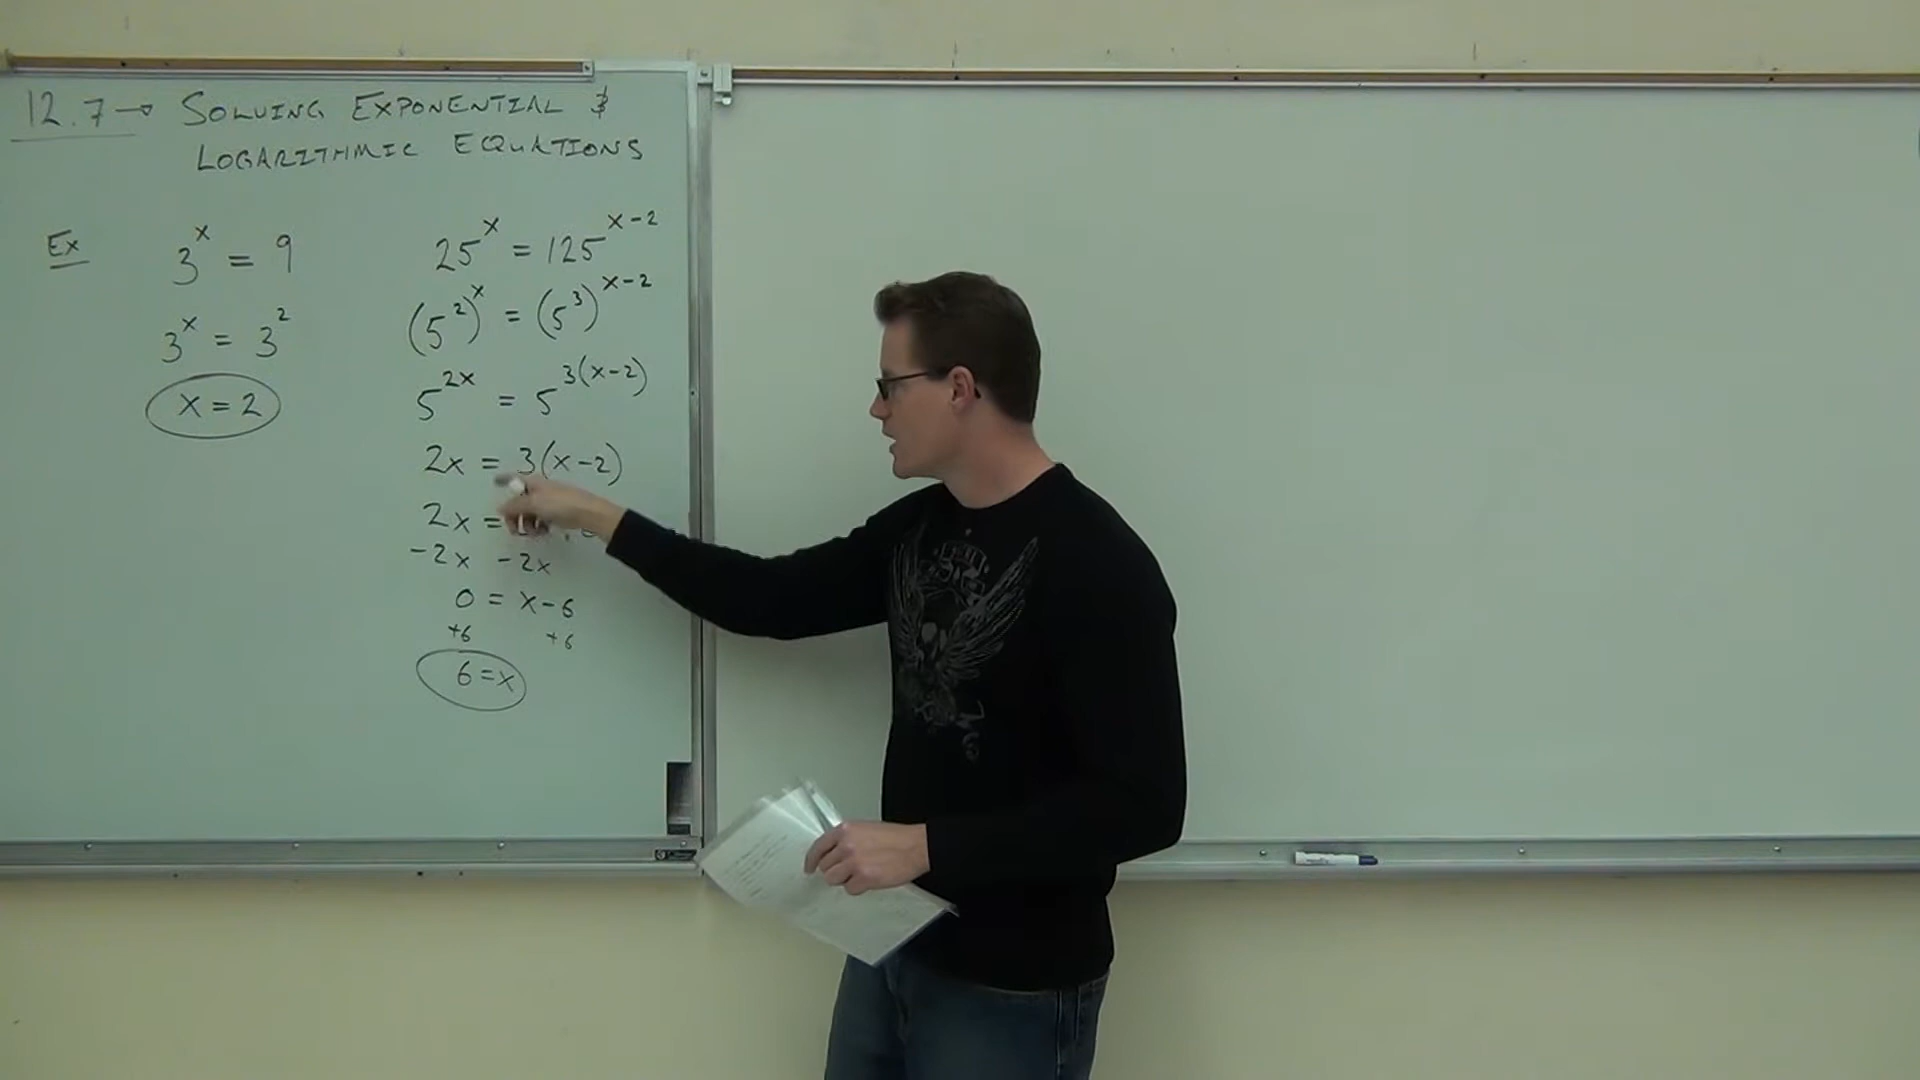 12.7 → SOLVING EXPONENTIAL &
LOGARITHMIC EQUATIONS
Ex
3^x = 9
3^x = 3^2
x = 2
25^x = 125^(x-2)
(5^2)^x = (5^3)^(x-2)
5^(2x) = 5^(3(x-2))
2x = 3(x-2)
2x =
-2x -2x
0 = x-6
+6 +6
6 = x